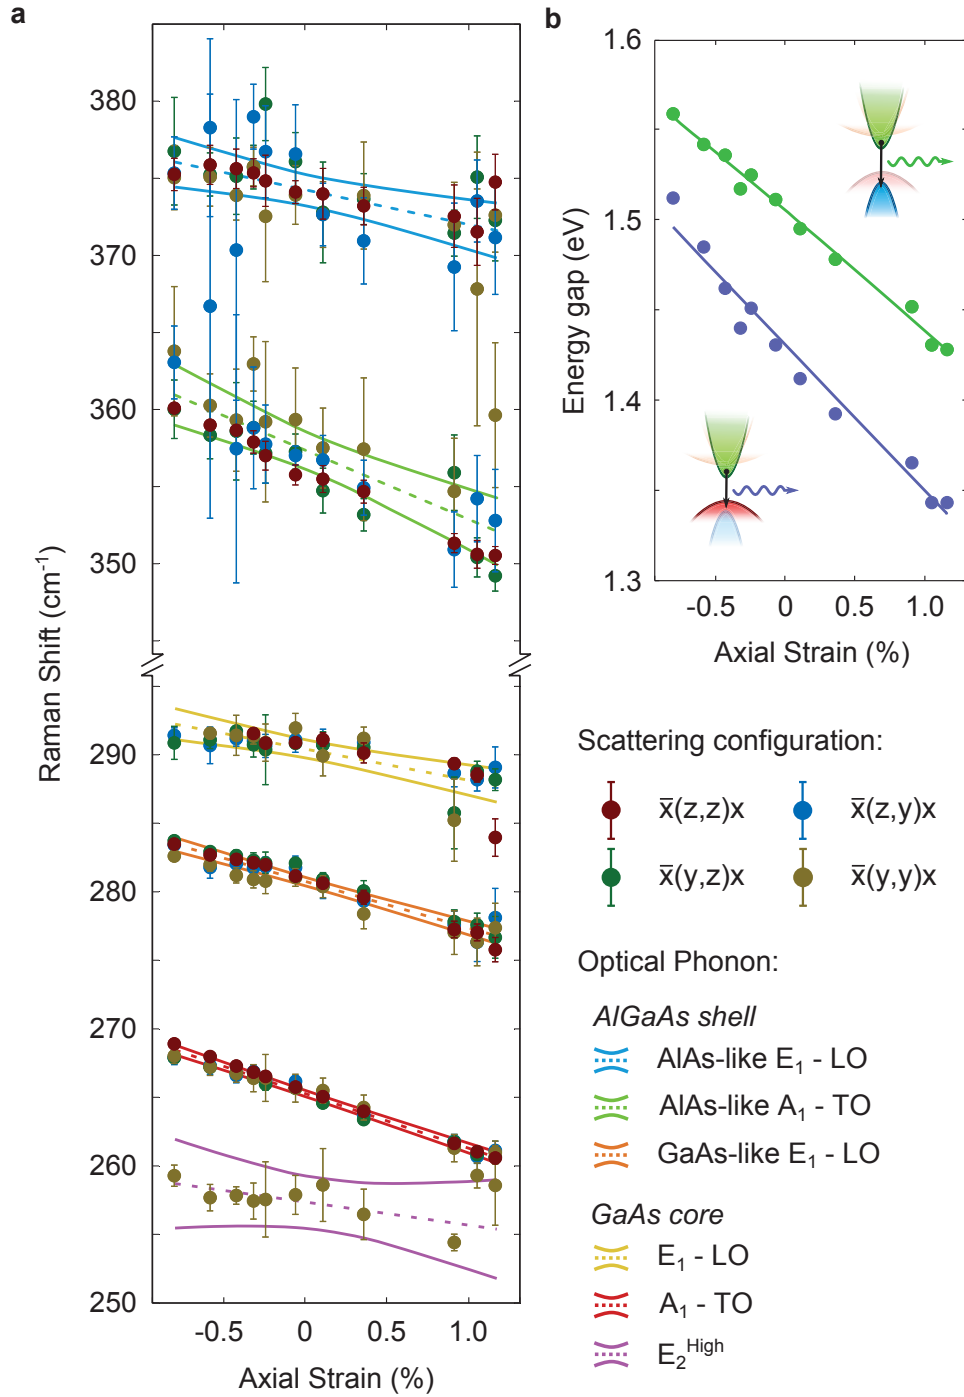 a
380
370
360
350
290
280
270
260
250
Raman Shift (cm⁻¹)
-0.5
0
0.5
1.0
Axial Strain (%)
b
1.6
1.5
1.4
1.3
Energy gap (eV)
-0.5
0
0.5
1.0
Axial Strain (%)
Scattering configuration:
x̄(z,z)x
x̄(z,y)x
x̄(y,z)x
x̄(y,y)x
Optical Phonon:
AlGaAs shell
AlAs-like E₁ - LO
AlAs-like A₁ - TO
GaAs-like E₁ - LO
GaAs core
E₁ - LO
A₁ - TO
E₂ᴴⁱᵍʰ